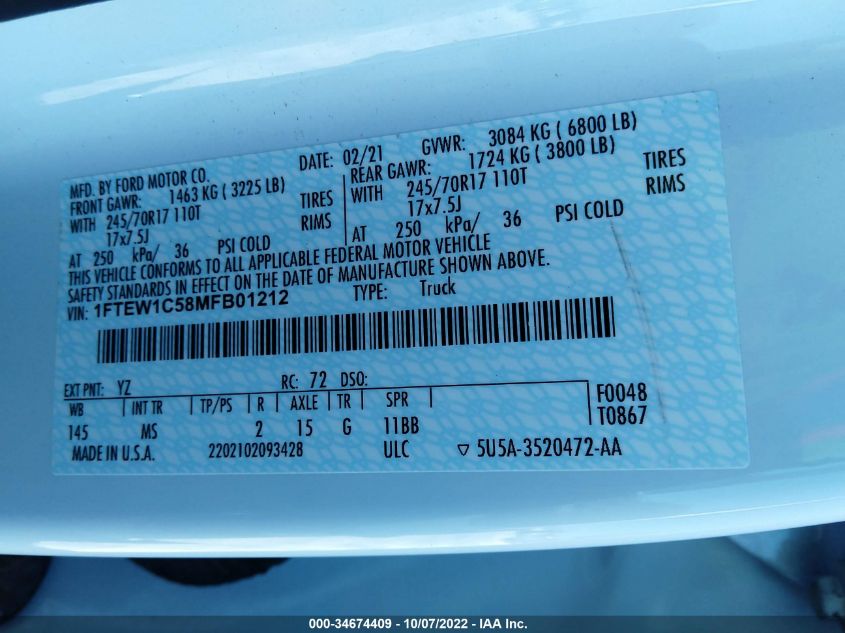 MFD. BY FORD MOTOR CO. DATE: 02/21 GVWR: 3084 KG ( 6800 LB)
FRONT GAWR: 1463 KG ( 3225 LB) REAR GAWR: 1724 KG ( 3800 LB)
WITH 245/70R17 110T TIRES WITH 245/70R17 110T TIRES
17x7.5J RIMS 17x7.5J RIMS
AT 250 kPa/ 36 PSI COLD AT 250 kPa/ 36 PSI COLD
THIS VEHICLE CONFORMS TO ALL APPLICABLE FEDERAL MOTOR VEHICLE
SAFETY STANDARDS IN EFFECT ON THE DATE OF MANUFACTURE SHOWN ABOVE.
VIN: 1FTEW1C58MFB01212 TYPE: Truck
EXT PNT: YZ RC: 72 DSO:
WB INT TR TP/PS R AXLE TR SPR F0048
145 MS 2 15 G 11BB T0867
MADE IN U.S.A. 2202102093428 ULC ▽ 5U5A-3520472-AA
000-34674409 - 10/07/2022 - IAA Inc.